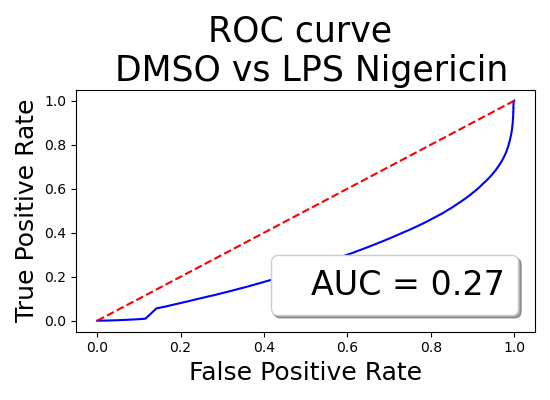 ROC curve
DMSO vs LPS Nigericin
True Positive Rate
1.0
0.8
0.6
0.4
0.2
0.0
AUC = 0.27
0.0 0.2 0.4 0.6 0.8 1.0
False Positive Rate